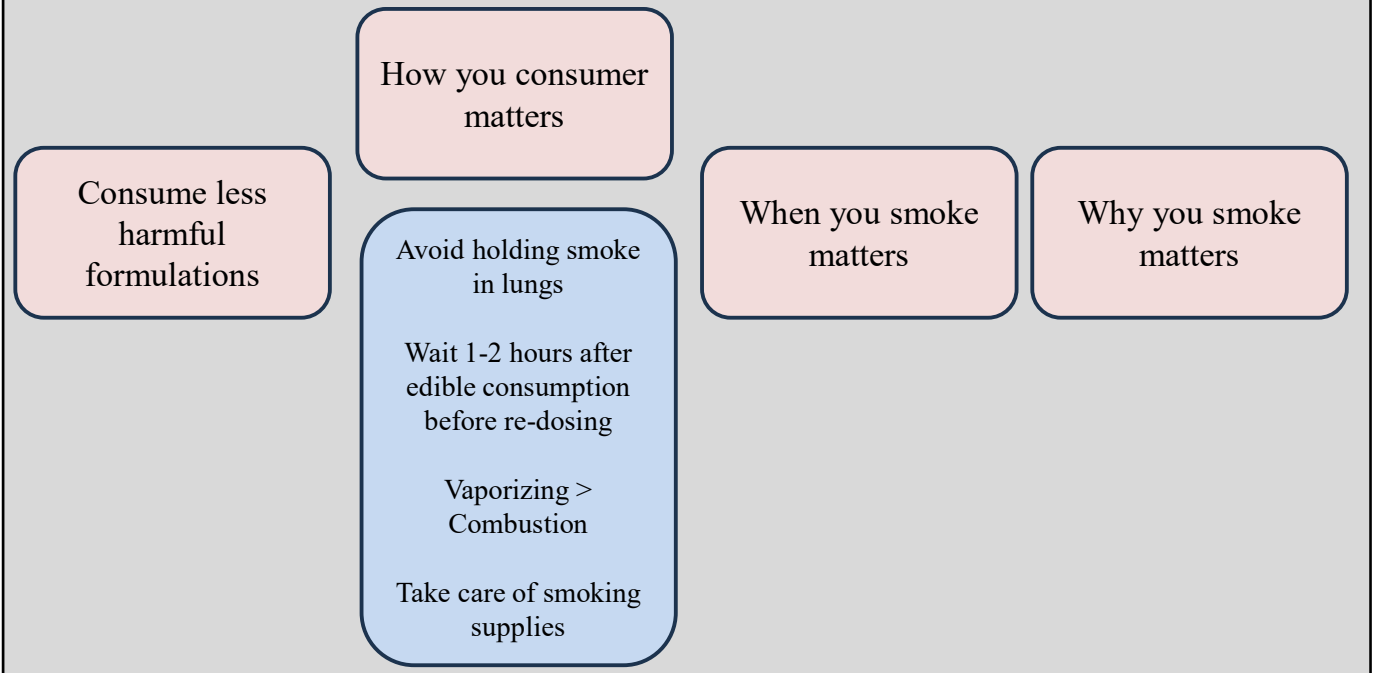 How you consumer
matters
Consume less
harmful
formulations
When you smoke
matters
Why you smoke
matters
Avoid holding smoke
in lungs
Wait 1-2 hours after
edible consumption
before re-dosing
Vaporizing >
Combustion
Take care of smoking
supplies